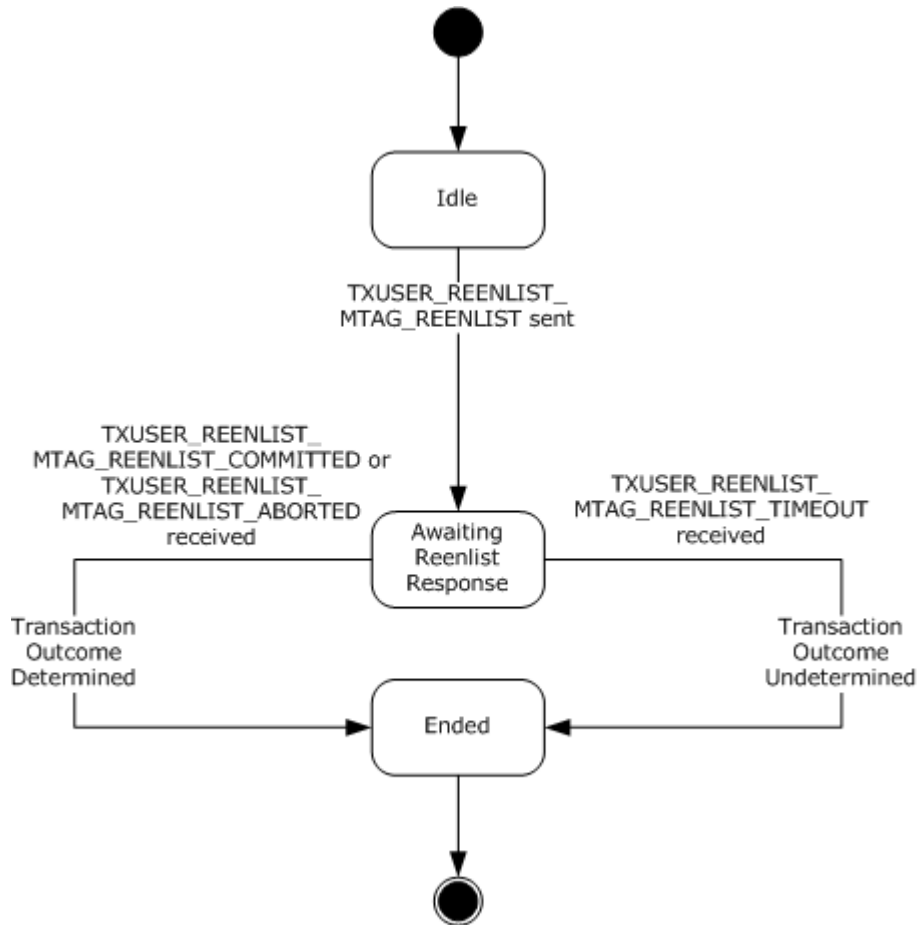 Idle
TXUSER_REENLIST_
MTAG_REENLIST sent
TXUSER_REENLIST_
MTAG_REENLIST_COMMITTED or
TXUSER_REENLIST_
MTAG_REENLIST_ABORTED
received
TXUSER_REENLIST_
MTAG_REENLIST_TIMEOUT
received
Awaiting
Reenlist
Response
Transaction
Outcome
Determined
Transaction
Outcome
Undetermined
Ended